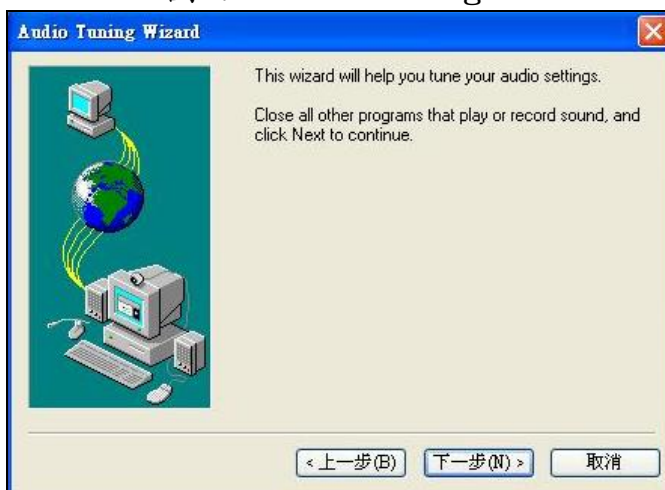 Audio Tuning Wizard
This wizard will help you tune your audio settings.
Close all other programs that play or record sound, and
click Next to continue.
<上一步(B)
下一步(N)>
取消